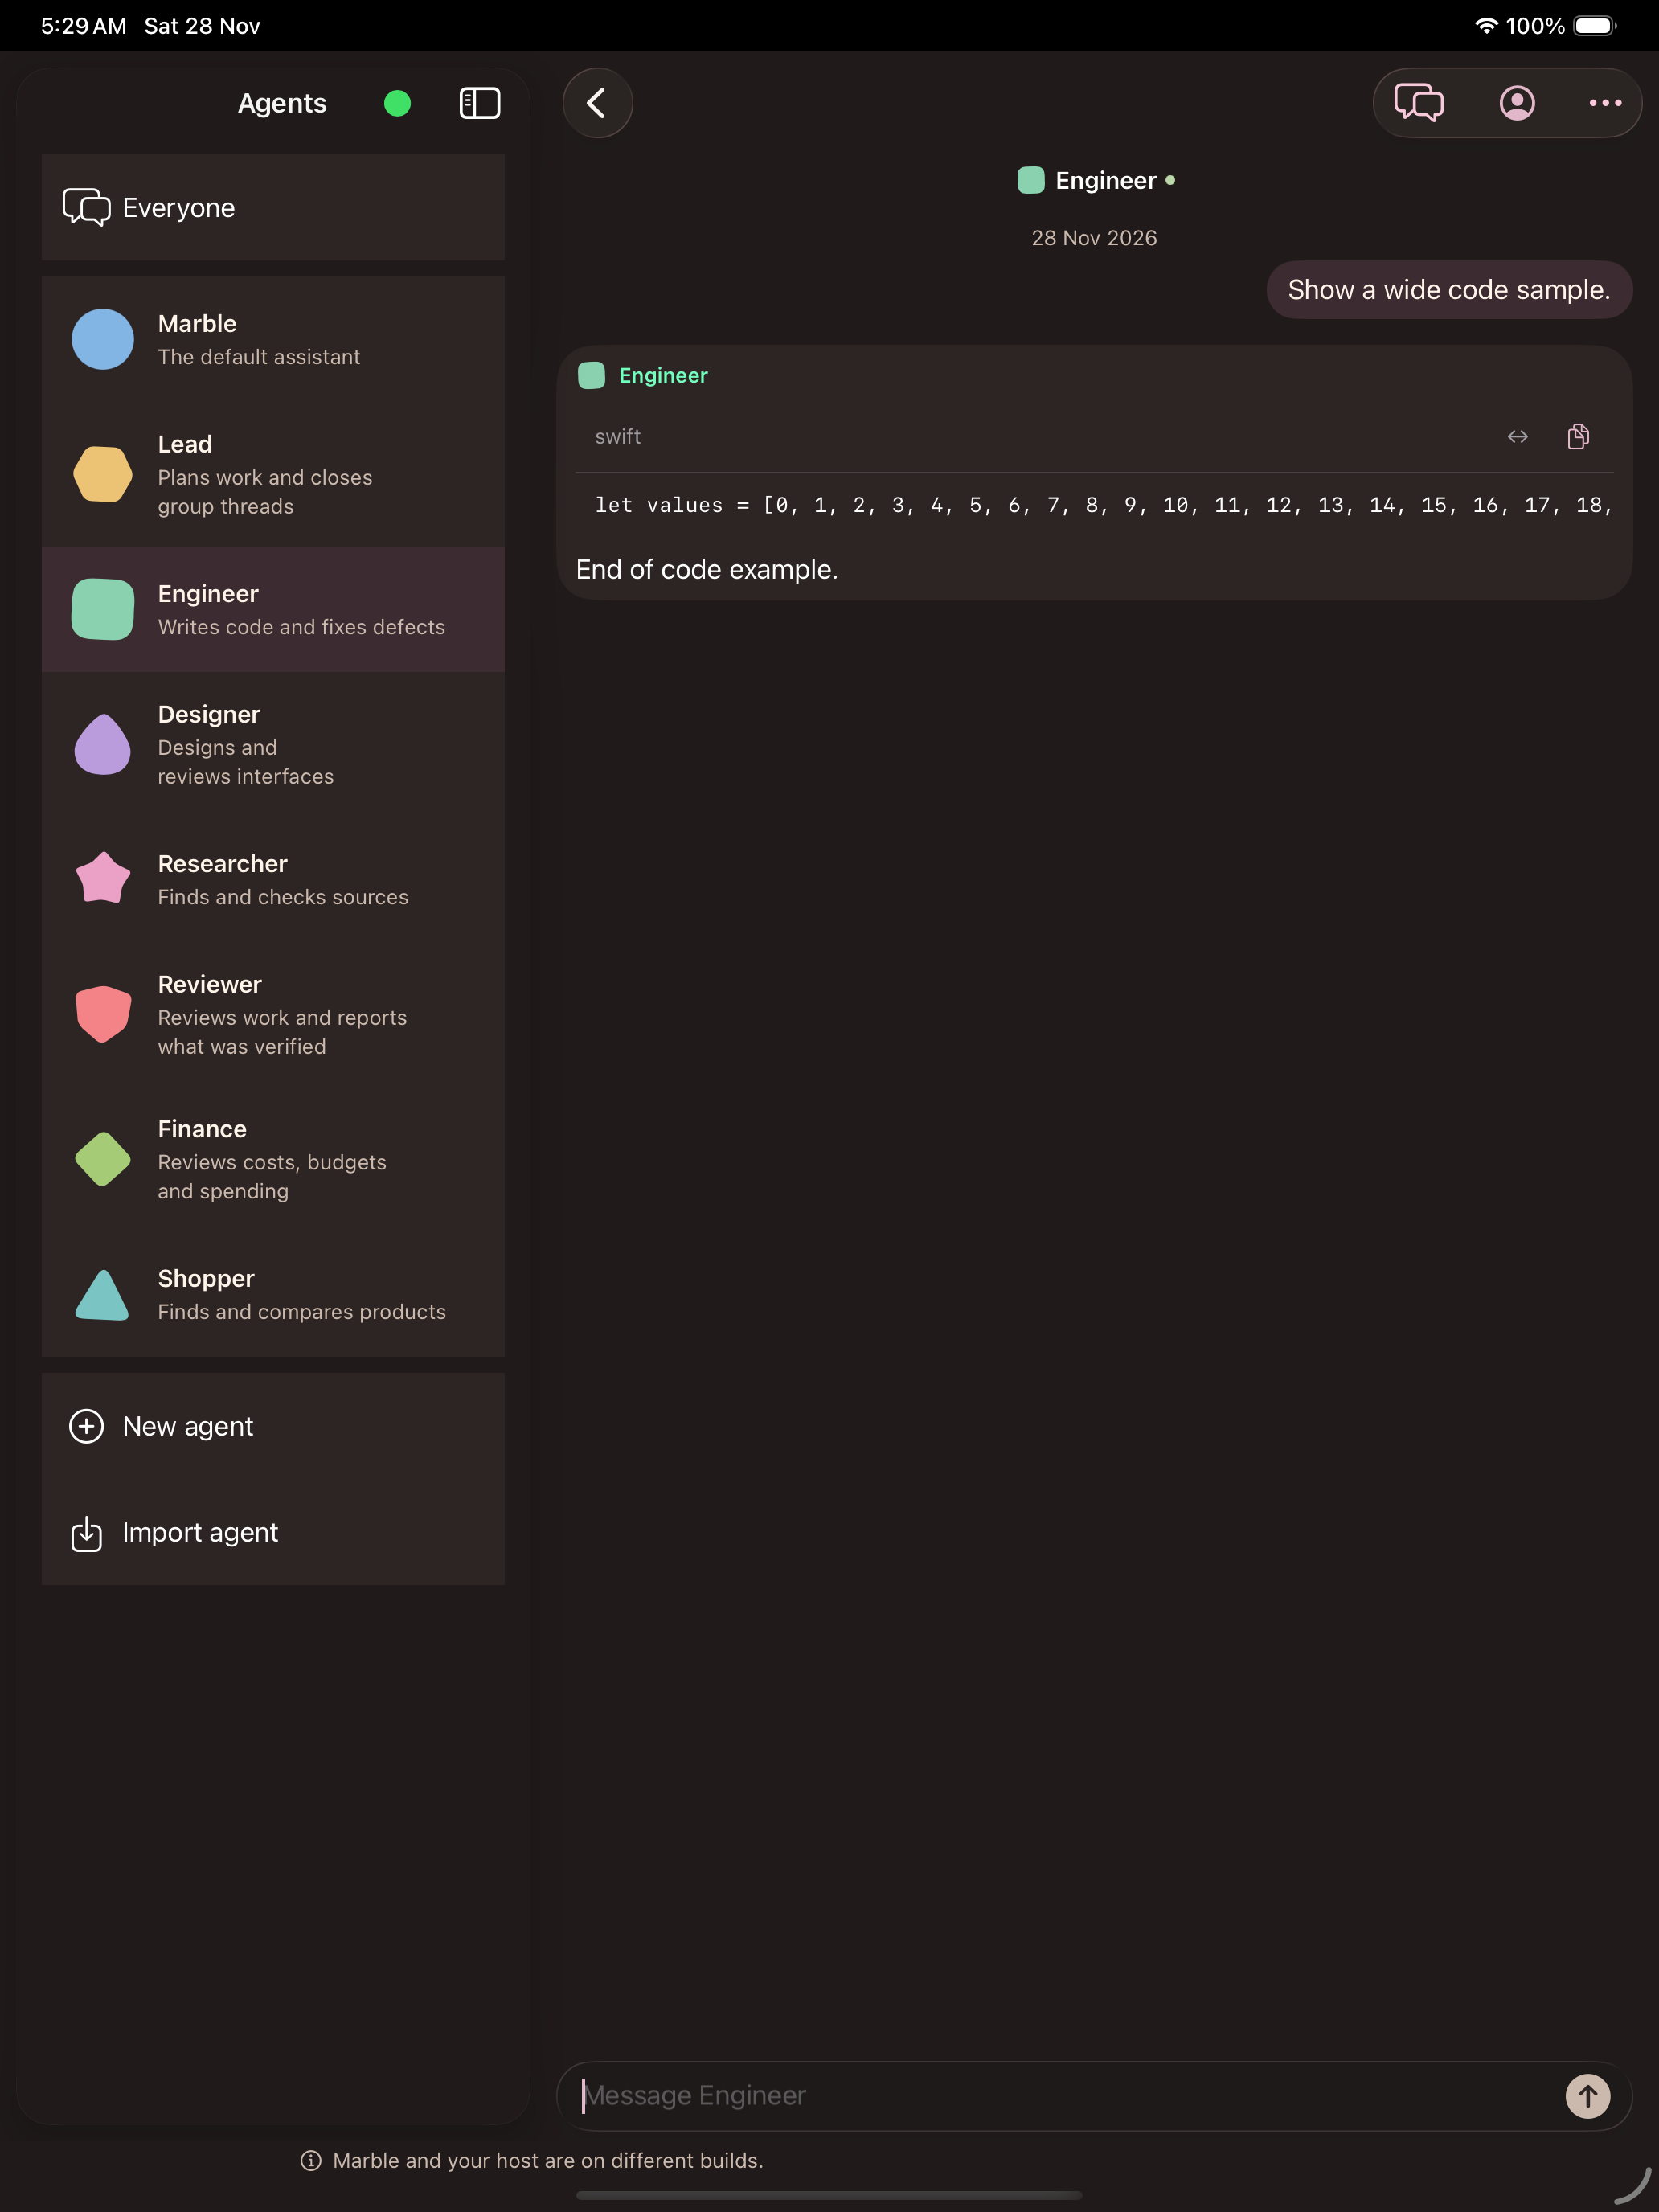 5:29 AM Sat 28 Nov
100%
Agents
Everyone
Marble
The default assistant
Lead
Plans work and closes
group threads
Engineer
Writes code and fixes defects
Designer
Designs and
reviews interfaces
Researcher
Finds and checks sources
Reviewer
Reviews work and reports
what was verified
Finance
Reviews costs, budgets
and spending
Shopper
Finds and compares products
New agent
Import agent
Engineer
28 Nov 2026
Show a wide code sample.
Engineer
swift
let values = [0, 1, 2, 3, 4, 5, 6, 7, 8, 9, 10, 11, 12, 13, 14, 15, 16, 17, 18,
End of code example.
Message Engineer
Marble and your host are on different builds.